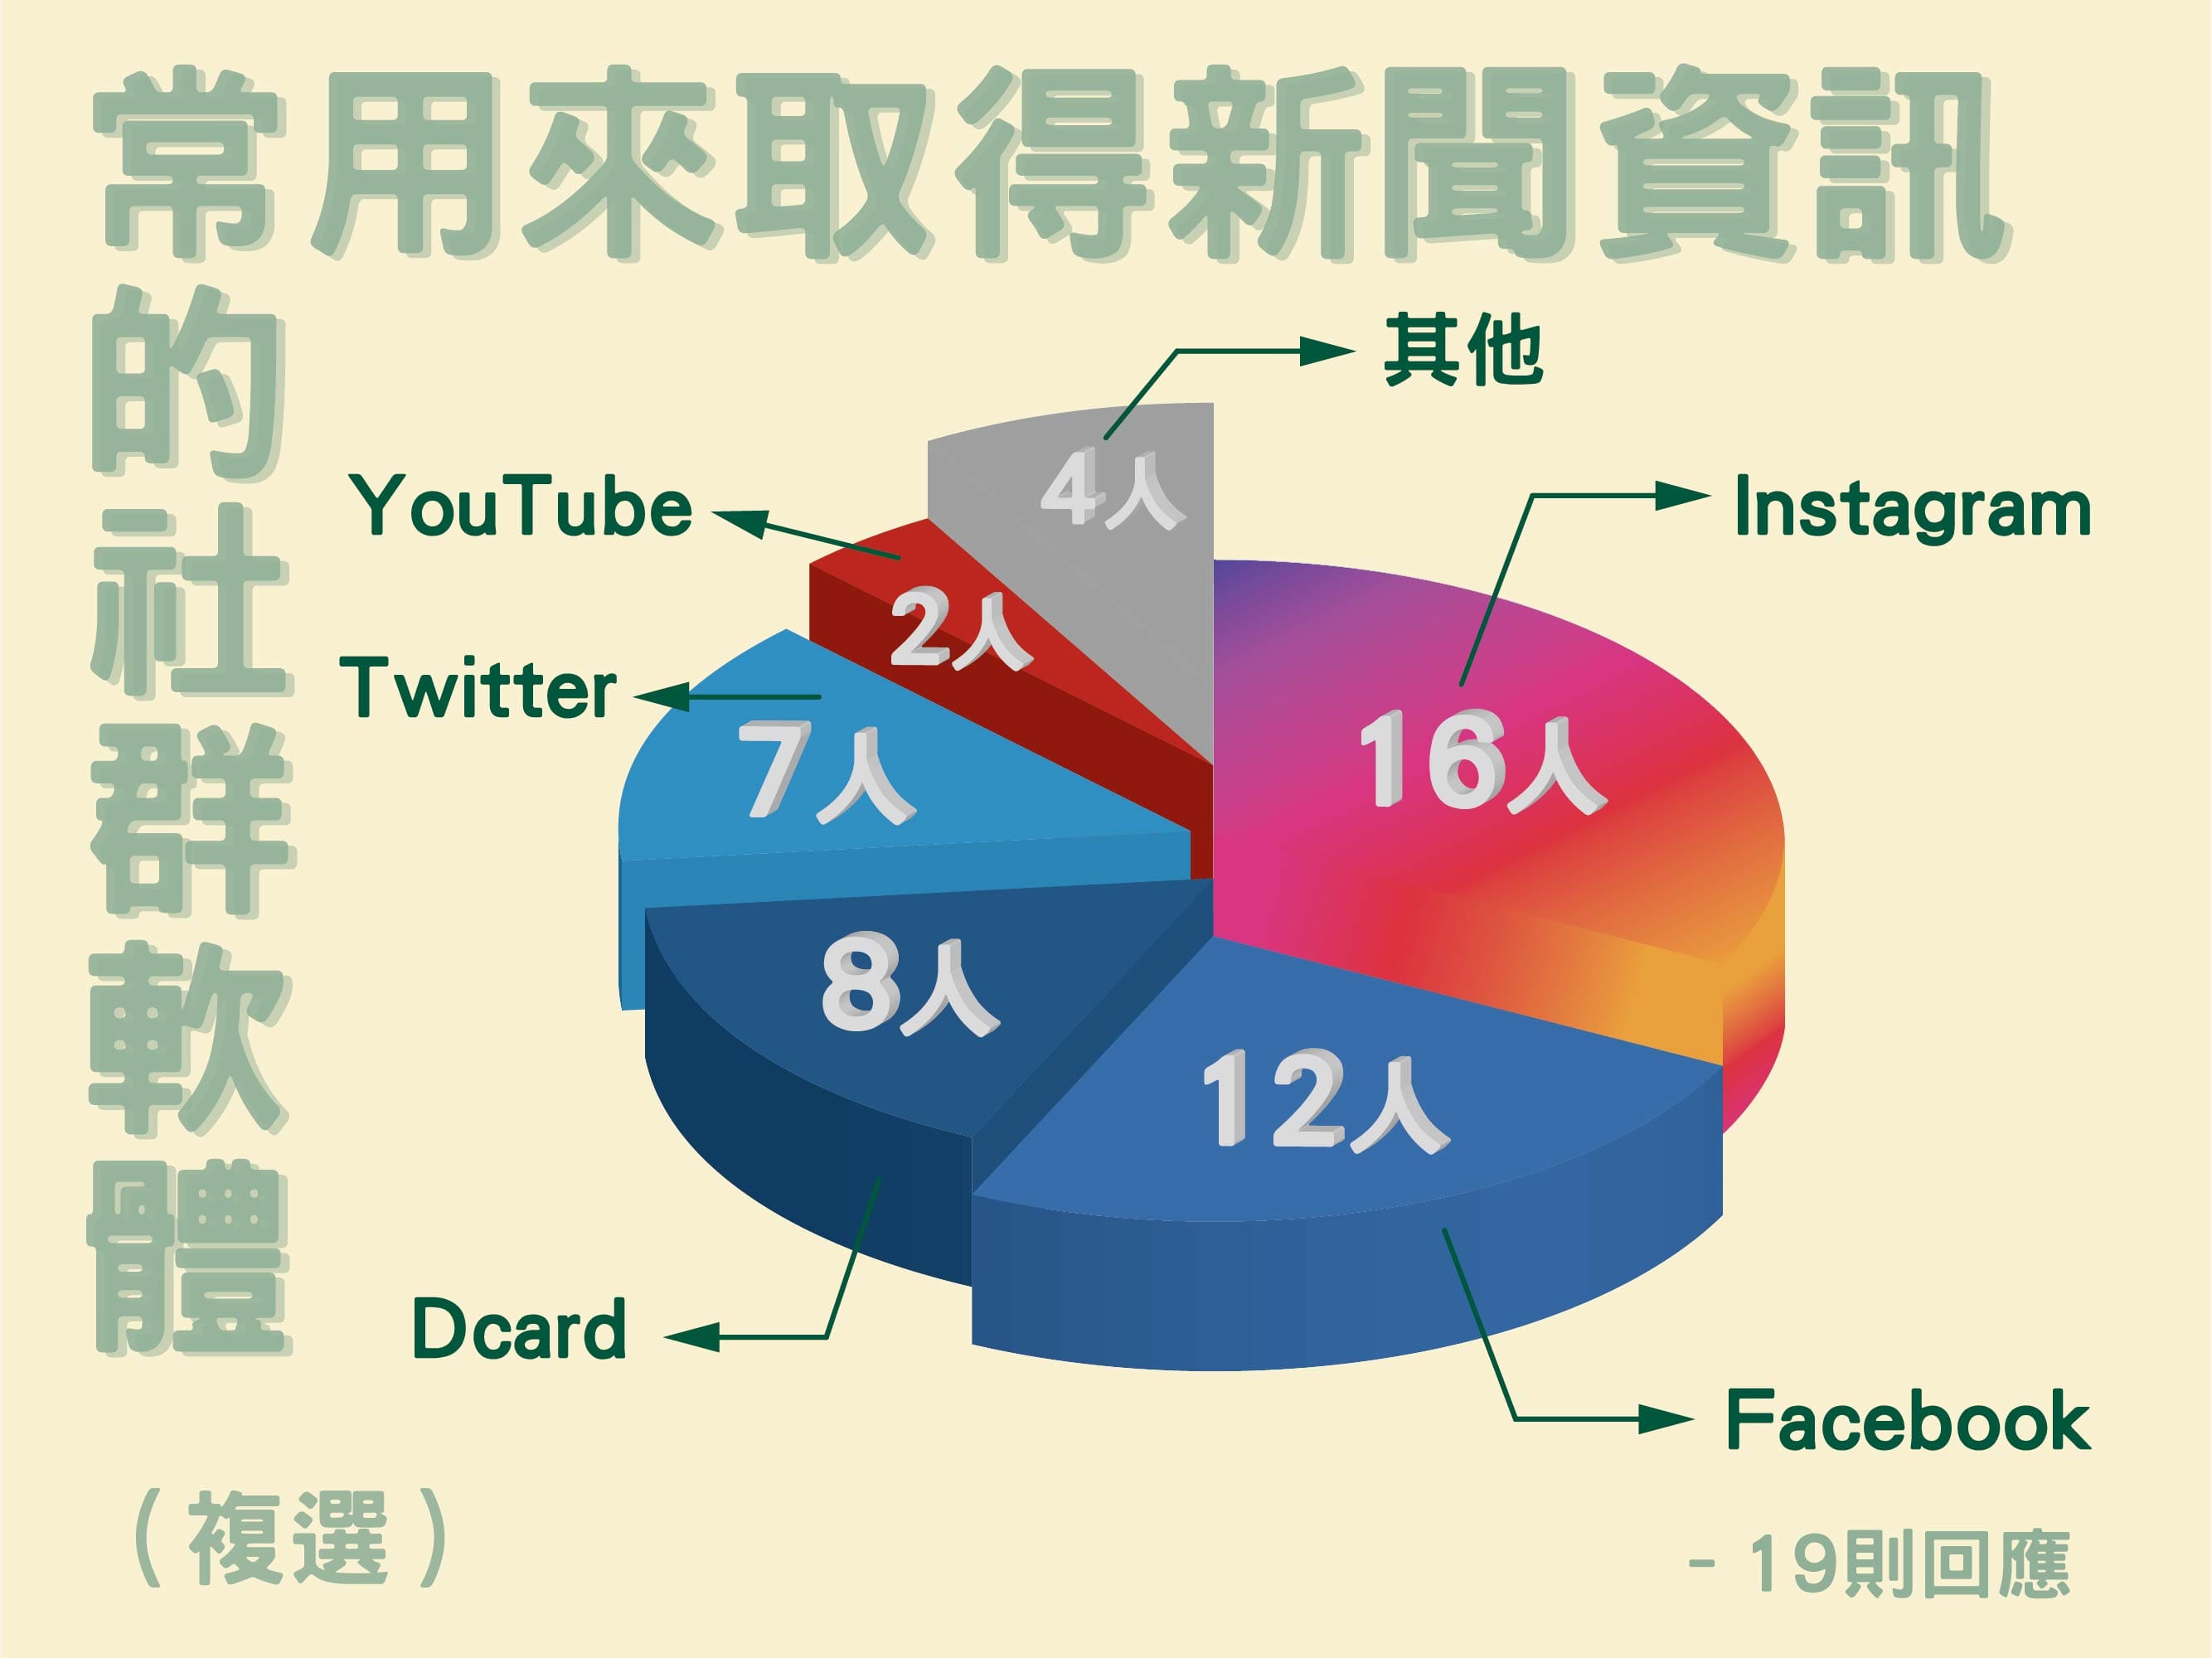 常用來取得新聞資訊
的社群軟體
其他
4人
YouTube
Instagram
2人
Twitter
7人
16人
8人
12人
Dcard
Facebook
（複選）
- 19則回應